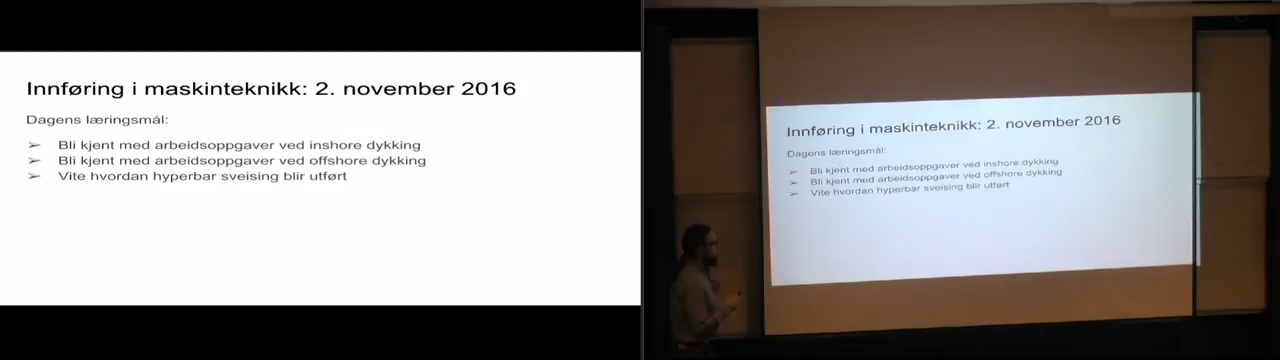 Innføring i maskinteknikk: 2. november 2016
Dagens læringsmål:
➢ Bli kjent med arbeidsoppgaver ved inshore dykking
➢ Bli kjent med arbeidsoppgaver ved offshore dykking
➢ Vite hvordan hyperbar sveising blir utført
Innføring i maskinteknikk: 2. november 2016
Dagens læringsmål:
➢ Bli kjent med arbeidsoppgaver ved inshore dykking
➢ Bli kjent med arbeidsoppgaver ved offshore dykking
➢ Vite hvordan hyperbar sveising blir utført